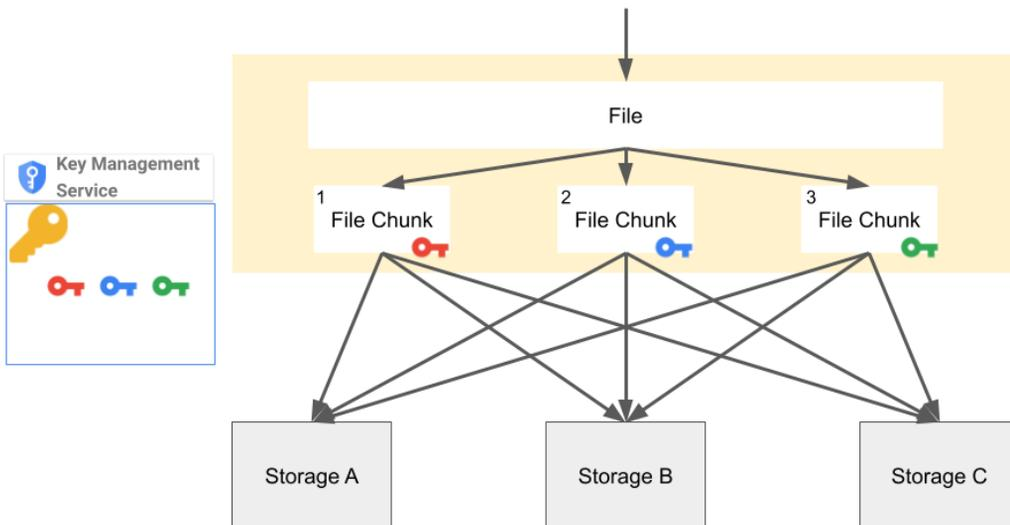 File
Key Management
Service
1
File Chunk
2
File Chunk
3
File Chunk
Storage A
Storage B
Storage C